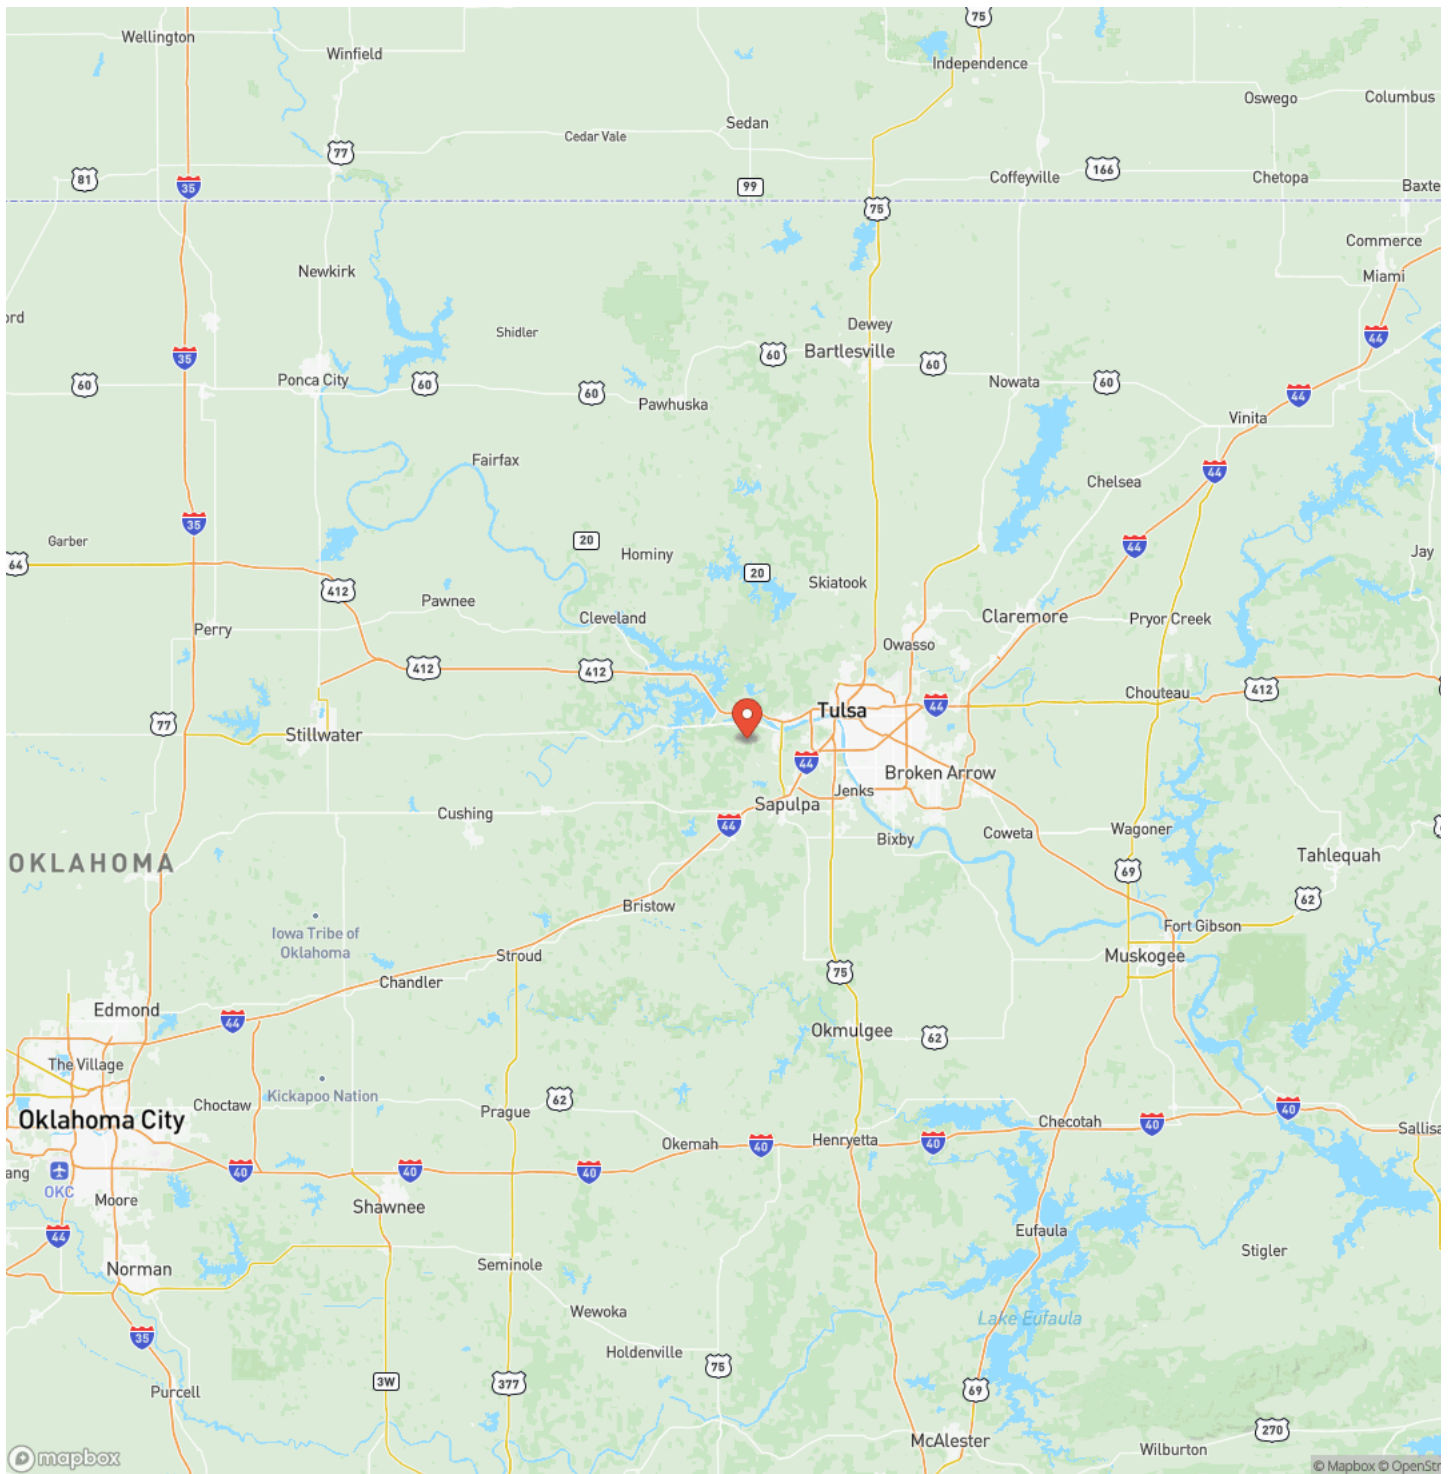 75
Wellington
Winfield
Independence
Oswego
Columbus
Sedan
Cedar Vale
77
166
81
35
99
Coffeyville
Chetopa
Baxte
75
Commerce
Newkirk
Miami
ord
Shidler
Dewey
44
35
60
Bartlesville
60
Ponca City
60
60
60
Nowata
60
44
Pawhuska
Vinita
Fairfax
44
Chelsea
35
Garber
20
Hominy
20
Skiatook
44
Jay
64
412
Pawnee
Cleveland
Claremore
Pryor Creek
Perry
Owasso
412
412
Chouteau
412
77
Stillwater
Tulsa
44
44
Broken Arrow
Jenks
Sapulpa
Cushing
44
Bixby
Coweta
Wagoner
OKLAHOMA
69
Tahlequah
62
Bristow
Iowa Tribe of
Oklahoma
Fort Gibson
Stroud
Muskogee
Chandler
75
Edmond
44
Okmulgee
62
The Village
Kickapoo Nation
Choctaw
Prague
62
40
Oklahoma City
Checotah
40
Sallisa
Okemah
40
Henryetta
40
ang
OKC
40
40
40
Moore
Shawnee
44
Eufaula
Norman
Seminole
Stigler
Wewoka
Lake Eufaula
35
Holdenville
75
Purcell
3W
377
69
McAlester
270
Wilburton
mapbox
© Mapbox © OpenStr